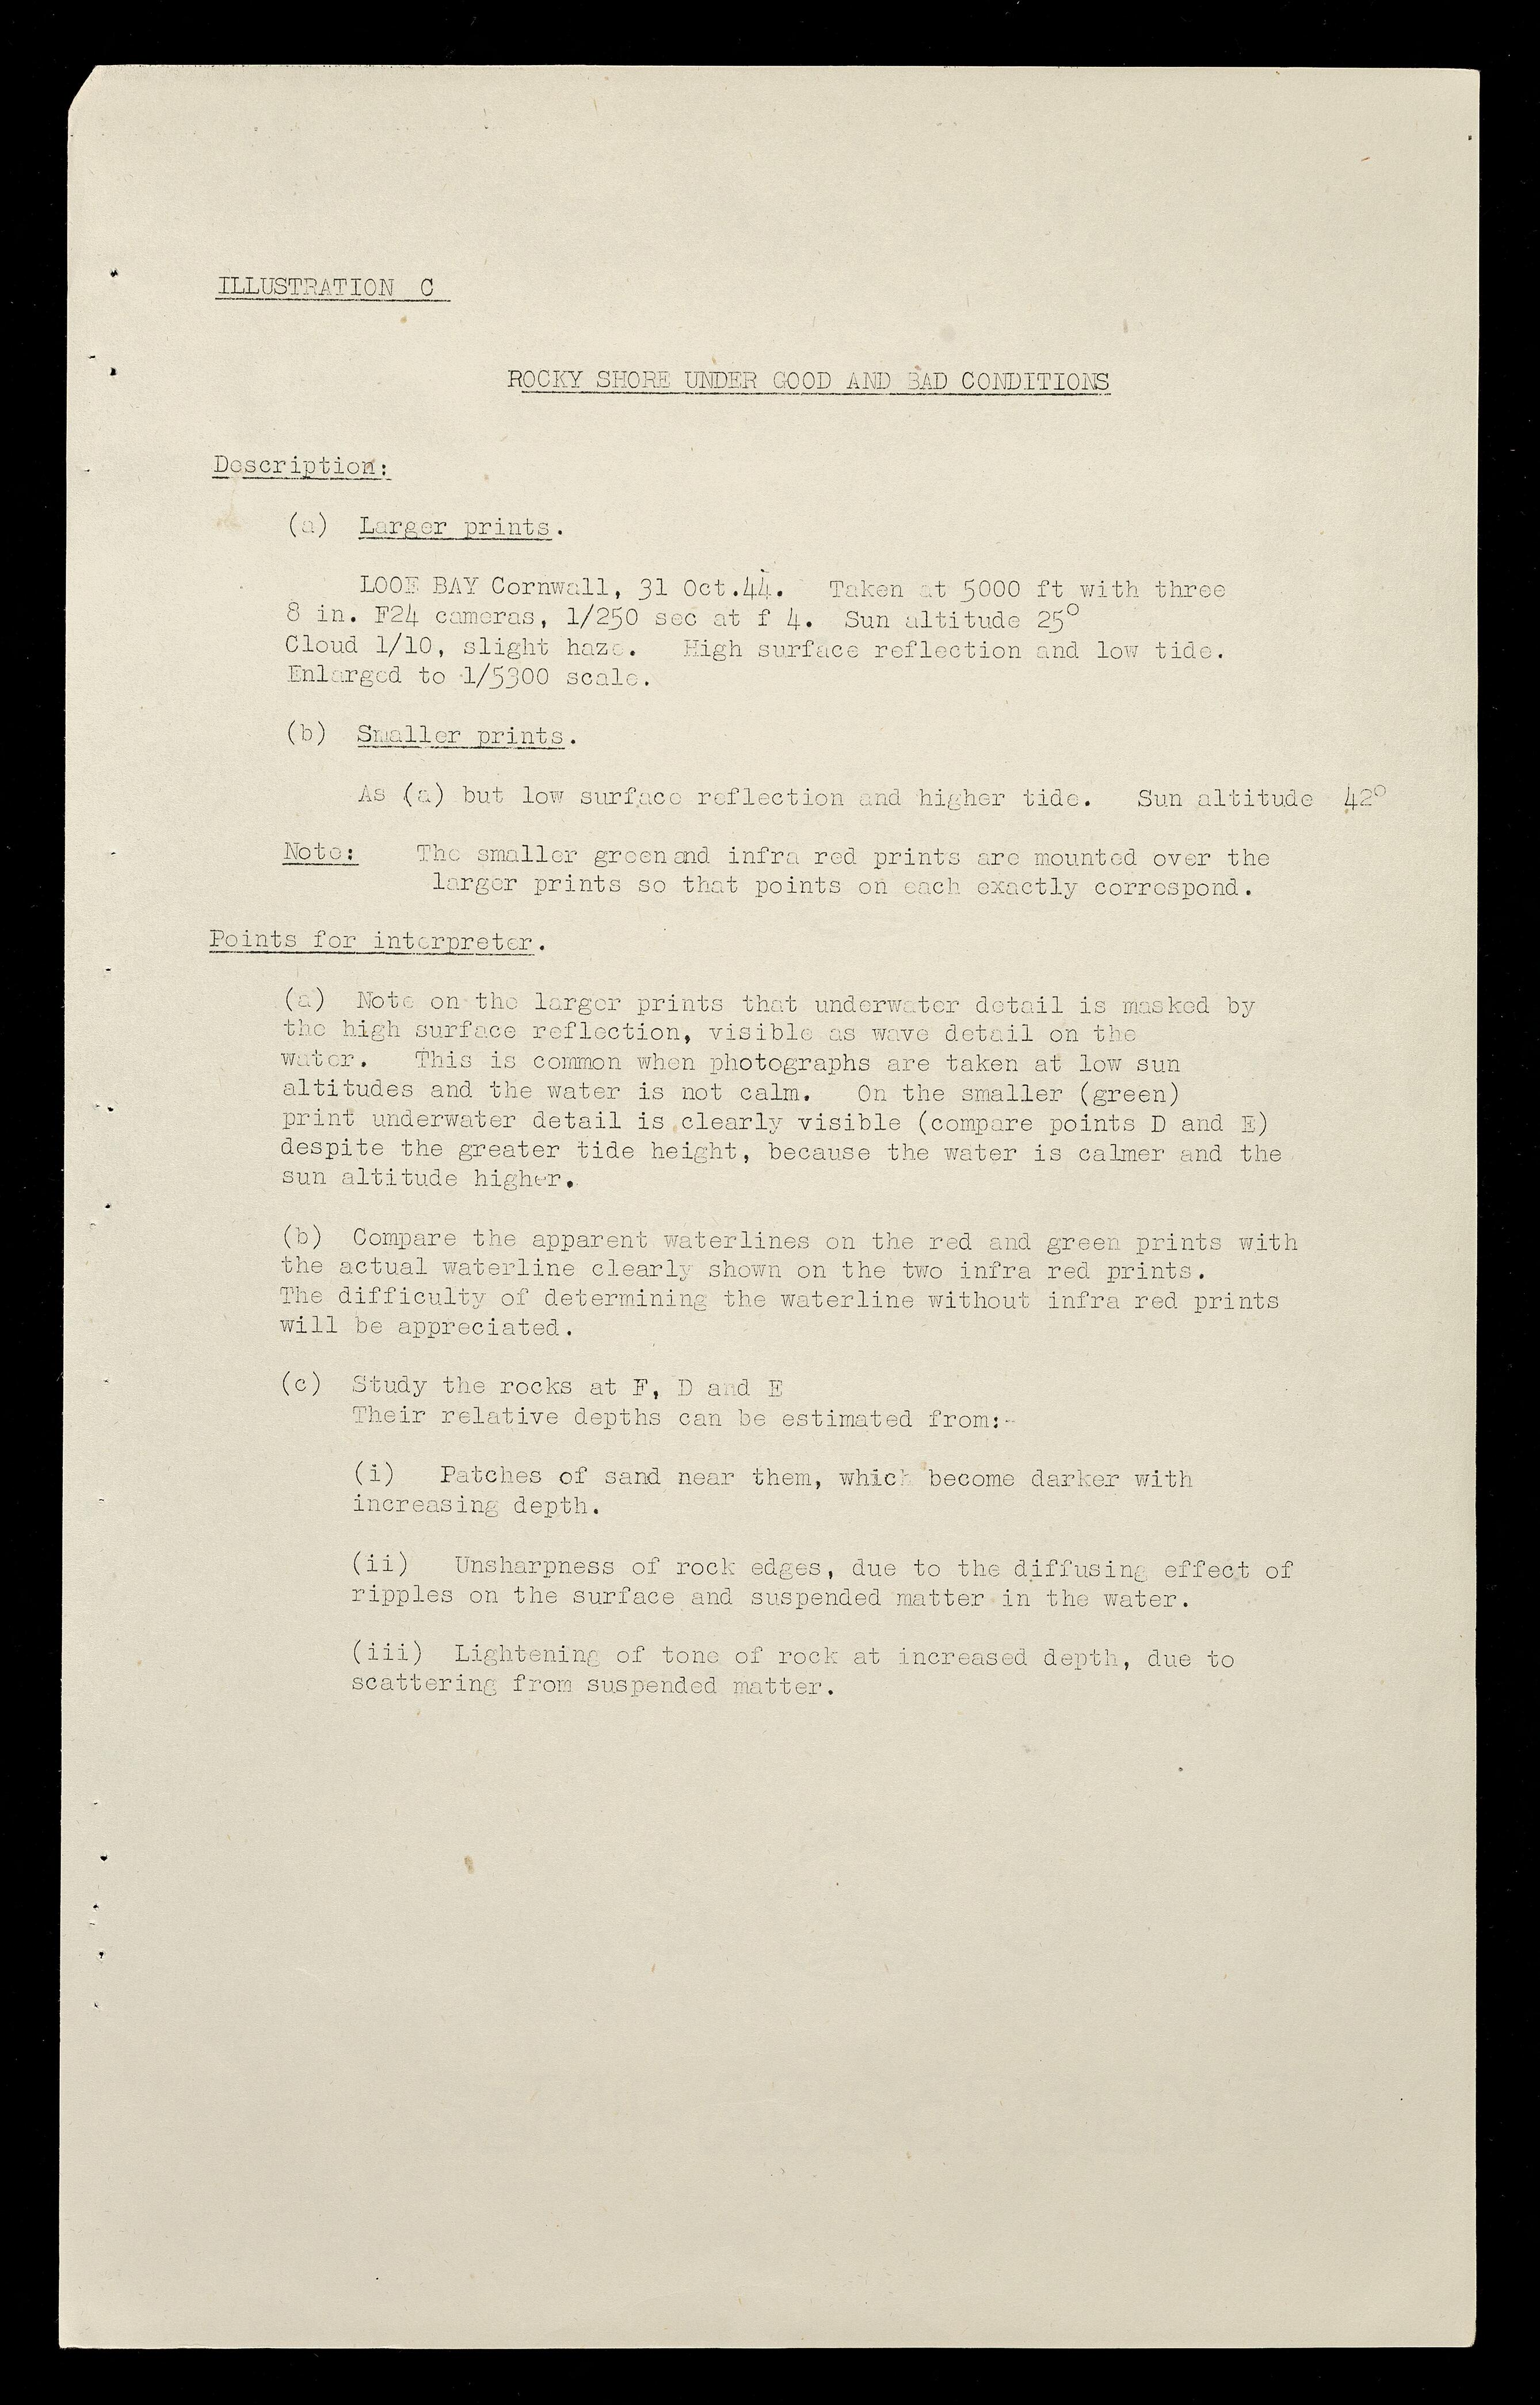 ILLUSTRATION C
ROCKY SHORE UNDER GOOD AND BAD CONDITIONS
Description:
(a) Larger prints.
LOOE BAY Cornwall, 31 Oct.44. Taken at 5000 ft with three
8 in. F24 cameras, 1/250 sec at f 4. Sun altitude 25°
Cloud 1/10, slight haze. High surface reflection and low tide.
Enlarged to 1/5300 scale.
(b) Smaller prints.
As (a) but low surface reflection and higher tide. Sun altitude 42°
Note: The smaller green and infra red prints are mounted over the
larger prints so that points on each exactly correspond.
Points for interpreter.
(a) Note on the larger prints that underwater detail is masked by
the high surface reflection, visible as wave detail on the
water. This is common when photographs are taken at low sun
altitudes and the water is not calm. On the smaller (green)
print underwater detail is clearly visible (compare points D and E)
despite the greater tide height, because the water is calmer and the
sun altitude higher.
(b) Compare the apparent waterlines on the red and green prints with
the actual waterline clearly shown on the two infra red prints.
The difficulty of determining the waterline without infra red prints
will be appreciated.
(c) Study the rocks at F, D and E
Their relative depths can be estimated from:-
(i) Patches of sand near them, which become darker with
increasing depth.
(ii) Unsharpness of rock edges, due to the diffusing effect of
ripples on the surface and suspended matter in the water.
(iii) Lightening of tone of rock at increased depth, due to
scattering from suspended matter.